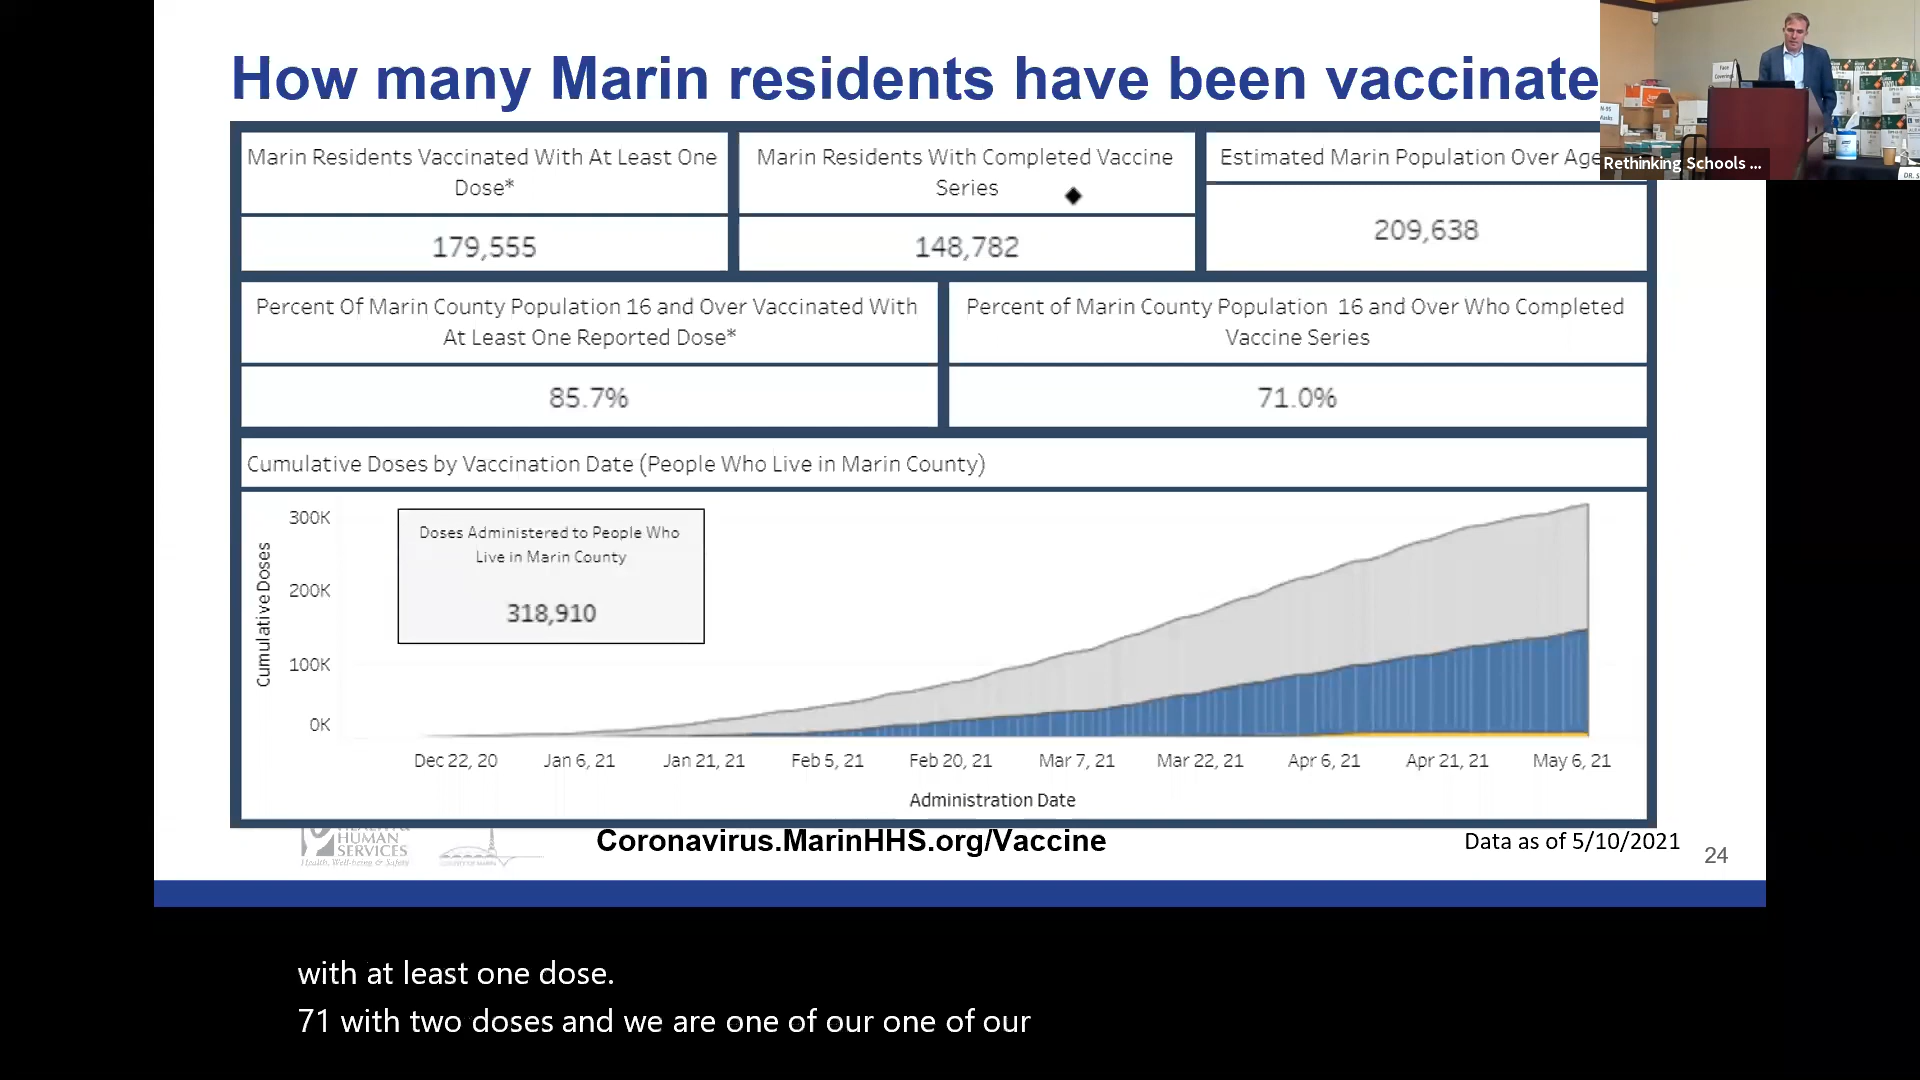 How many Marin residents have been vaccinate
Marin Residents Vaccinated With At Least One
Dose*
179,555
Marin Residents With Completed Vaccine
Series
148,782
Estimated Marin Population Over Age
209,638
Percent Of Marin County Population 16 and Over Vaccinated With
At Least One Reported Dose*
85.7%
Percent of Marin County Population 16 and Over Who Completed
Vaccine Series
71.0%
Cumulative Doses by Vaccination Date (People Who Live in Marin County)
Cumulative Doses
300K
200K
100K
0K
Doses Administered to People Who
Live in Marin County
318,910
Dec 22, 20
Jan 6, 21
Jan 21, 21
Feb 5, 21
Feb 20, 21
Mar 7, 21
Mar 22, 21
Apr 6, 21
Apr 21, 21
May 6, 21
Administration Date
HUMAN
SERVICES
Health, Well-being & Safety
Coronavirus.MarinHHS.org/Vaccine
Data as of 5/10/2021
24
Face
Coverings
Masks
Rethinking Schools ...
DR. S
with at least one dose.
71 with two doses and we are one of our one of our